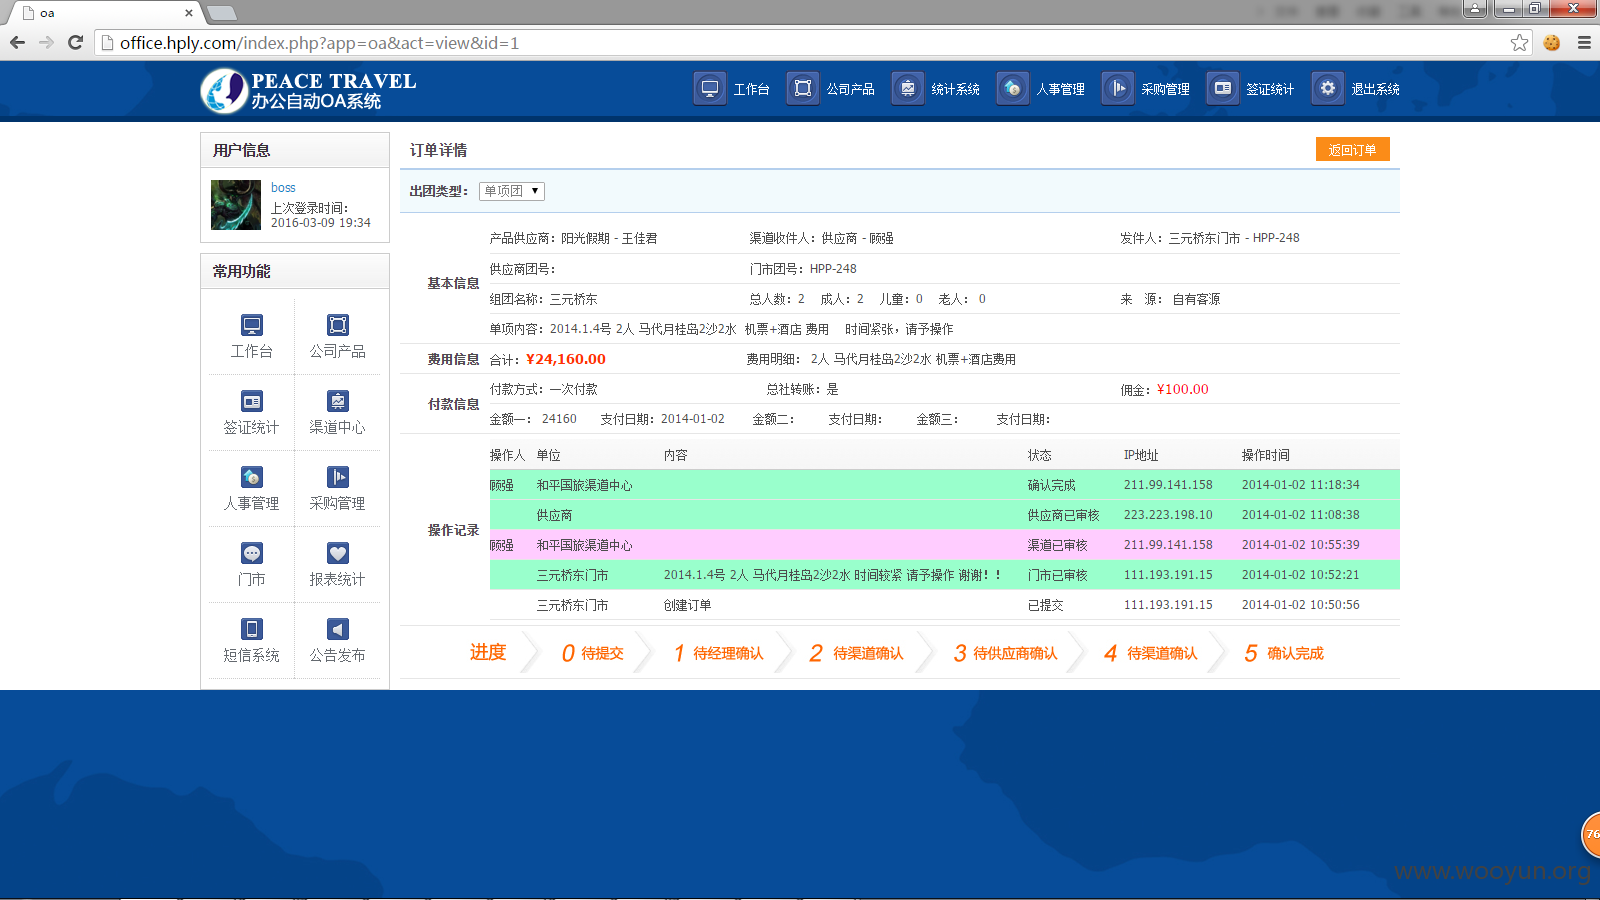 oa
office.hply.com/index.php?app=oa&act=view&id=1
PEACE TRAVEL
办公自动OA系统
工作台 公司产品 统计系统 人事管理 采购管理 签证统计 退出系统
用户信息
boss
上次登录时间：
2016-03-09 19:34
常用功能
工作台 公司产品
签证统计 渠道中心
人事管理 采购管理
门市 报表统计
短信系统 公告发布
订单详情 返回订单
出团类型： 单项团
基本信息
产品供应商：阳光假期 - 王佳君 渠道收件人：供应商 - 顾强 发件人：三元桥东门市 - HPP-248
供应商团号： 门市团号：HPP-248
组团名称：三元桥东 总人数：2 成人：2 儿童：0 老人：0 来 源：自有客源
单项内容：2014.1.4号 2人 马代月桂岛2沙2水 机票+酒店 费用 时间紧张，请予操作
费用信息 合计：¥24,160.00 费用明细： 2人 马代月桂岛2沙2水 机票+酒店费用
付款信息
付款方式：一次付款 总社转账：是 佣金：¥100.00
金额一： 24160 支付日期：2014-01-02 金额二： 支付日期： 金额三： 支付日期：
操作记录
操作人 单位 内容 状态 IP地址 操作时间
顾强 和平国旅渠道中心 确认完成 211.99.141.158 2014-01-02 11:18:34
供应商 供应商已审核 223.223.198.10 2014-01-02 11:08:38
顾强 和平国旅渠道中心 渠道已审核 211.99.141.158 2014-01-02 10:55:39
三元桥东门市 2014.1.4号 2人 马代月桂岛2沙2水 时间较紧 请予操作 谢谢！！ 门市已审核 111.193.191.15 2014-01-02 10:52:21
三元桥东门市 创建订单 已提交 111.193.191.15 2014-01-02 10:50:56
进度 0 待提交 1 待经理确认 2 待渠道确认 3 待供应商确认 4 待渠道确认 5 确认完成
76
www.wooyun.org